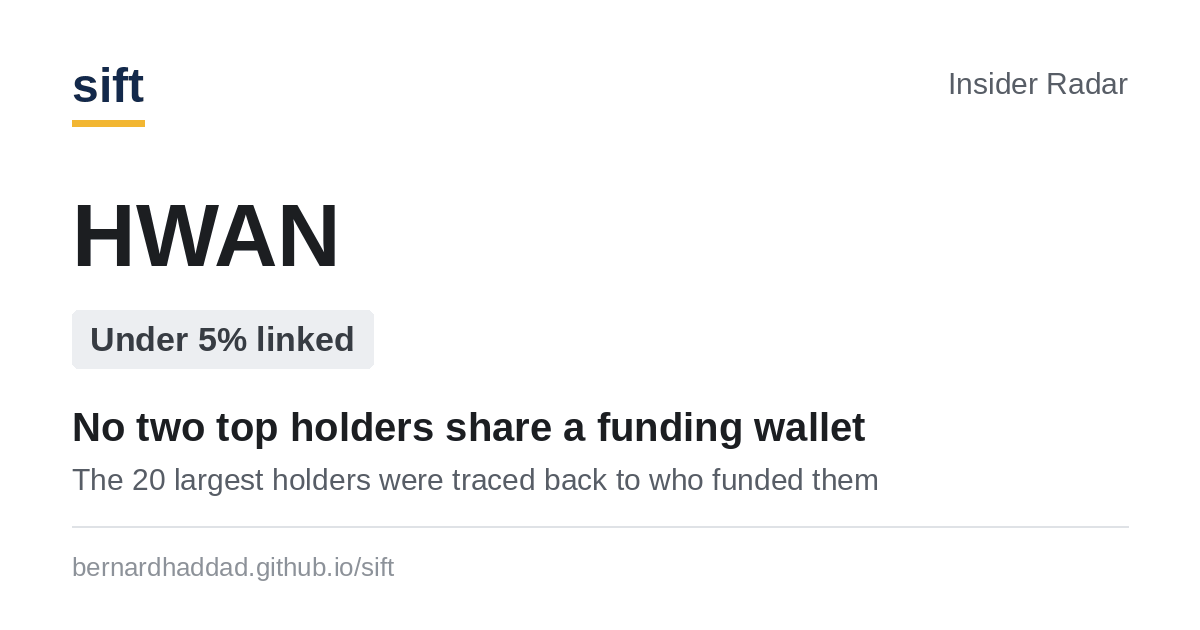 sift
Insider Radar
HWAN
Under 5% linked
No two top holders share a funding wallet
The 20 largest holders were traced back to who funded them
bernardhaddad.github.io/sift